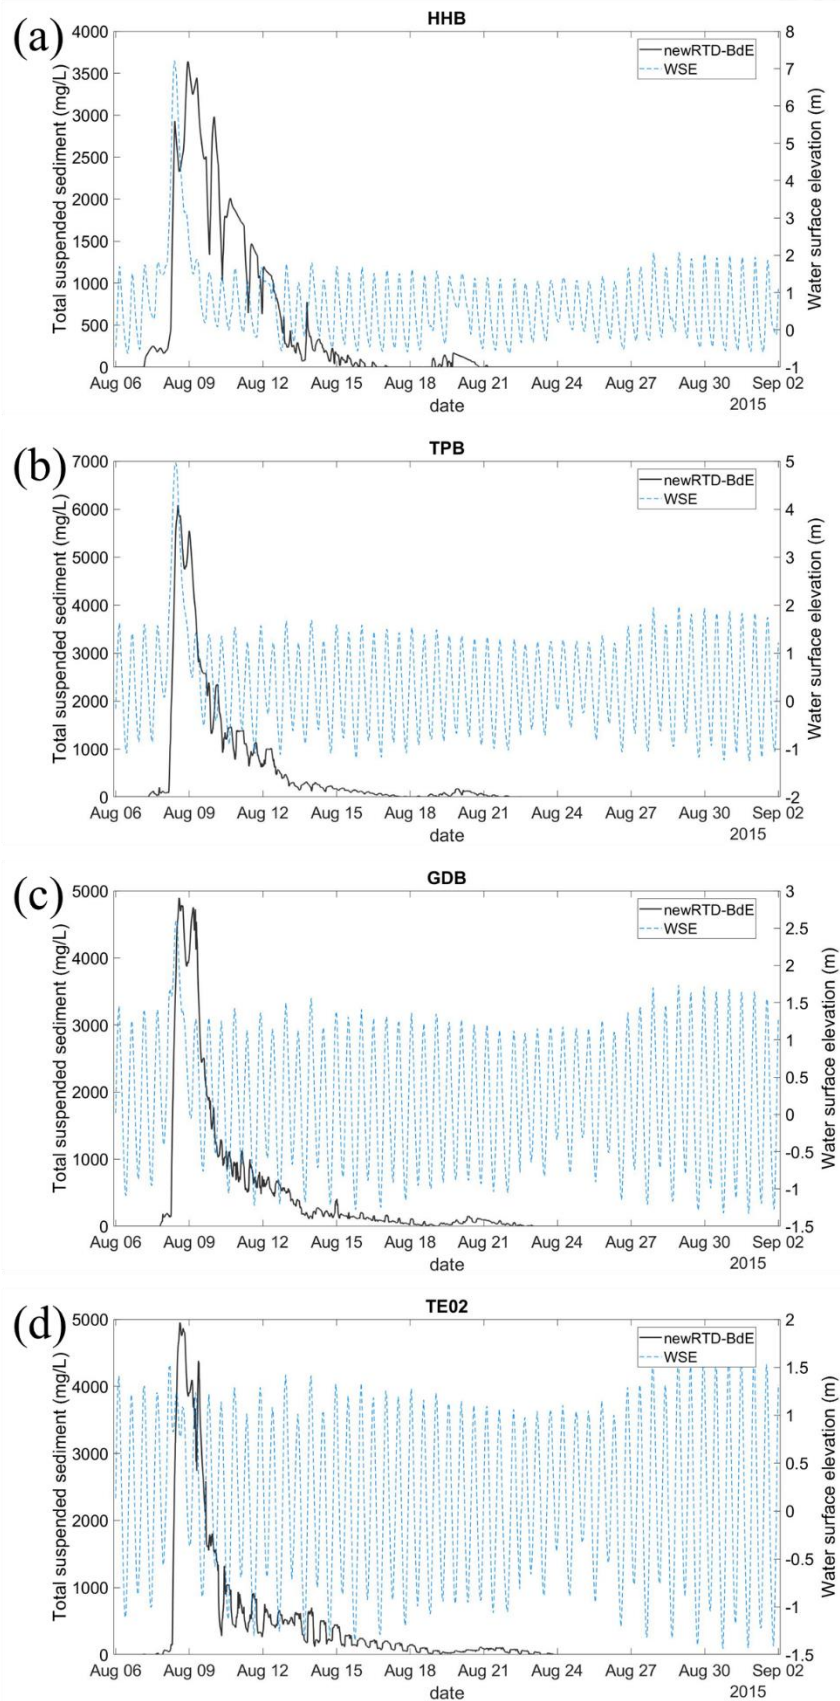 (a)
HHB
Total suspended sediment (mg/L)
4000
3500
3000
2500
2000
1500
1000
500
0
newRTD-BdE
WSE
8
7
6
5
4
3
2
1
0
-1
Water surface elevation (m)
Aug 06 Aug 09 Aug 12 Aug 15 Aug 18 Aug 21 Aug 24 Aug 27 Aug 30 Sep 02
date
2015
(b)
TPB
Total suspended sediment (mg/L)
7000
6000
5000
4000
3000
2000
1000
0
newRTD-BdE
WSE
5
4
3
2
1
0
-1
-2
Water surface elevation (m)
Aug 06 Aug 09 Aug 12 Aug 15 Aug 18 Aug 21 Aug 24 Aug 27 Aug 30 Sep 02
date
2015
(c)
GDB
Total suspended sediment (mg/L)
5000
4000
3000
2000
1000
0
newRTD-BdE
WSE
3
2.5
2
1.5
1
0.5
0
-0.5
-1
-1.5
Water surface elevation (m)
Aug 06 Aug 09 Aug 12 Aug 15 Aug 18 Aug 21 Aug 24 Aug 27 Aug 30 Sep 02
date
2015
(d)
TE02
Total suspended sediment (mg/L)
5000
4000
3000
2000
1000
0
newRTD-BdE
WSE
2
1.5
1
0.5
0
-0.5
-1
-1.5
Water surface elevation (m)
Aug 06 Aug 09 Aug 12 Aug 15 Aug 18 Aug 21 Aug 24 Aug 27 Aug 30 Sep 02
date
2015